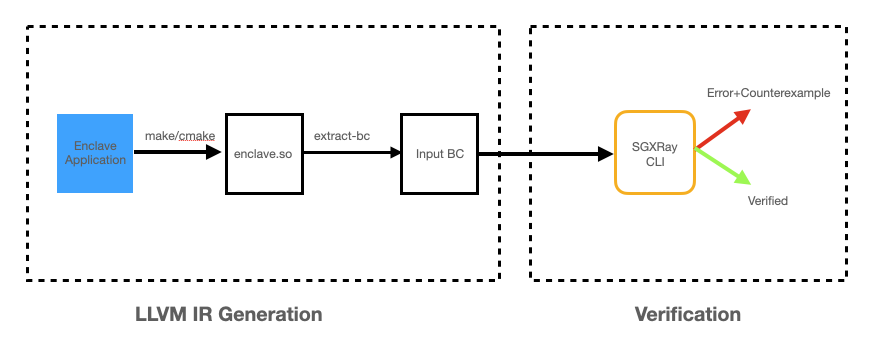 Enclave
Application
make/cmake
enclave.so
extract-bc
Input BC
SGXRay
CLI
Error+Counterexample
Verified
LLVM IR Generation
Verification